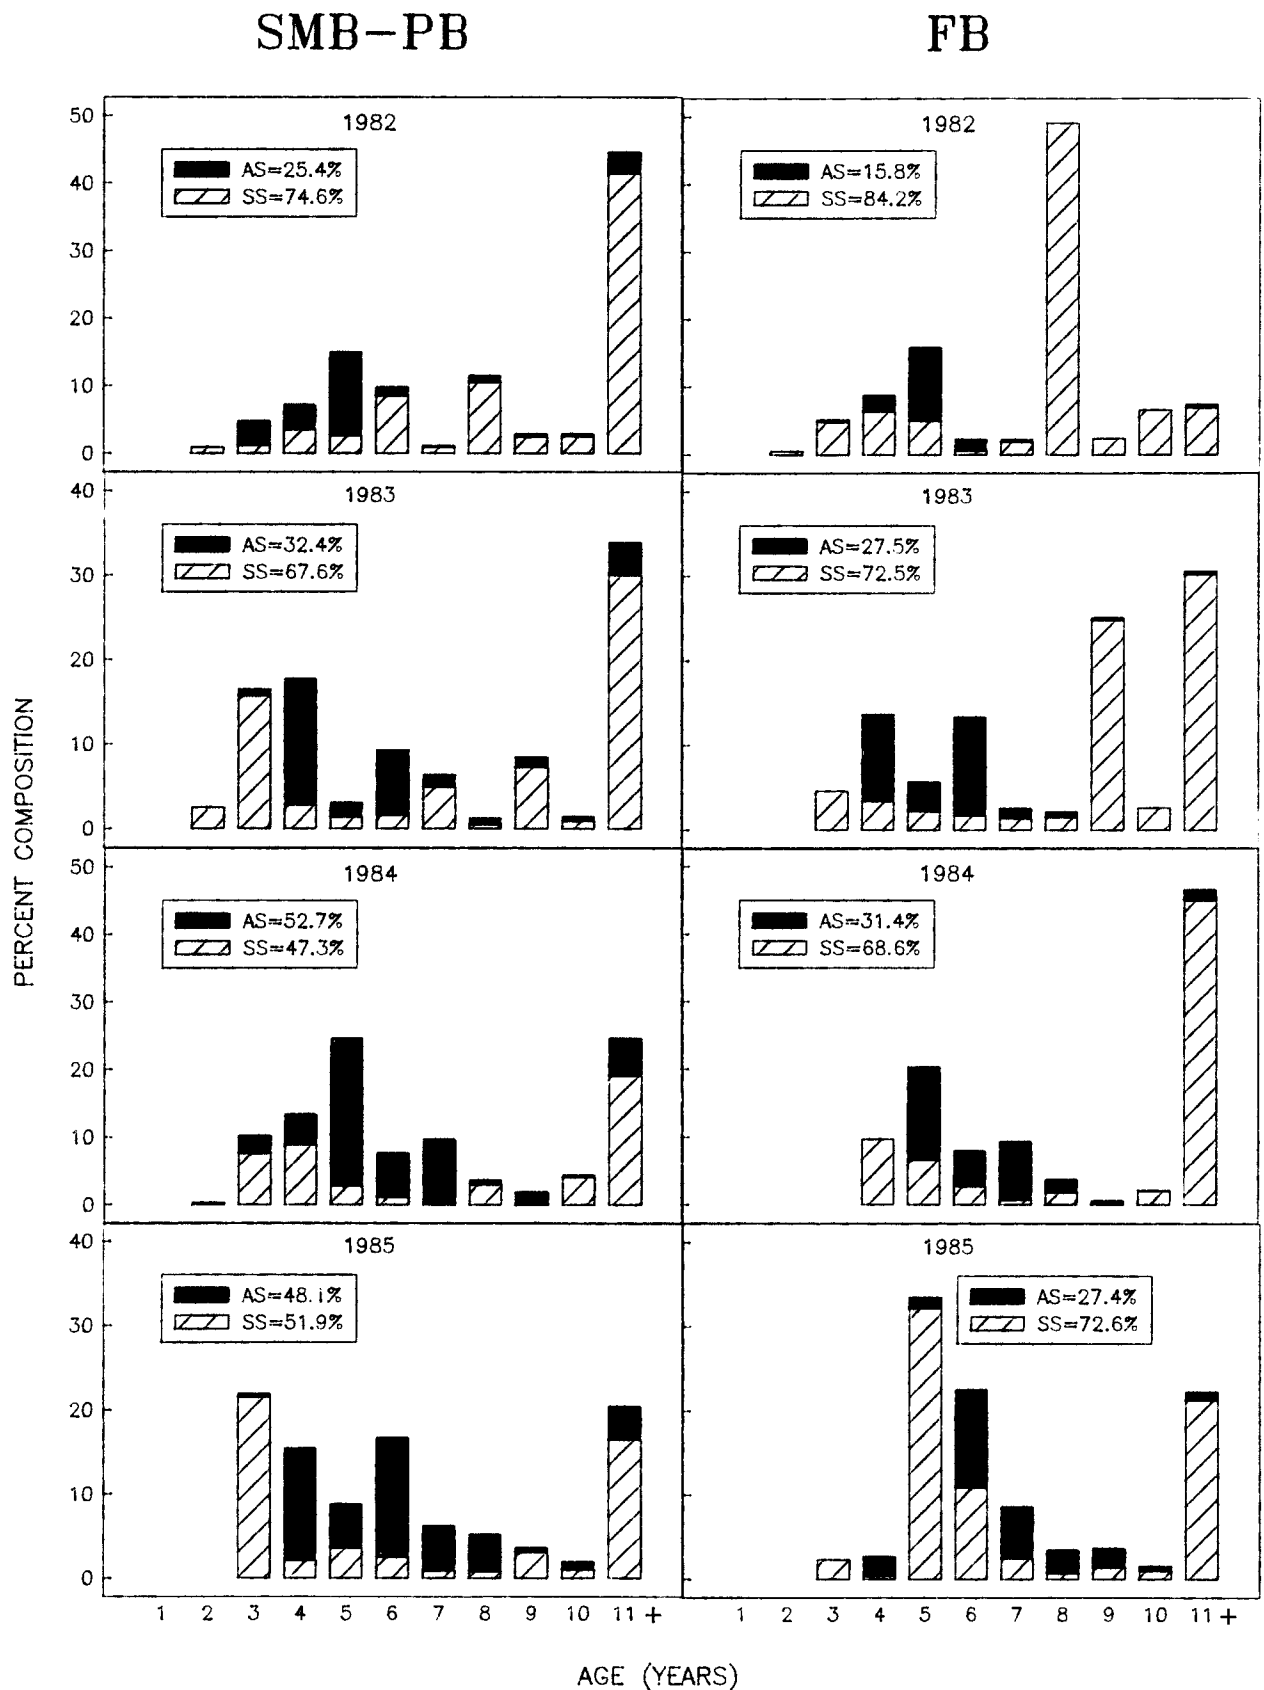 SMB-PB FB
1982
AS=25.4%
SS=74.6%
50
40
30
20
10
0
1982
AS=15.8%
SS=84.2%
1983
AS=32.4%
SS=67.6%
40
30
20
10
0
1983
AS=27.5%
SS=72.5%
1984
AS=52.7%
SS=47.3%
50
40
30
20
10
0
1984
AS=31.4%
SS=68.6%
1985
AS=48.1%
SS=51.9%
40
30
20
10
0
1985
AS=27.4%
SS=72.6%
PERCENT COMPOSITION
1 2 3 4 5 6 7 8 9 10 11+
1 2 3 4 5 6 7 8 9 10 11+
AGE (YEARS)